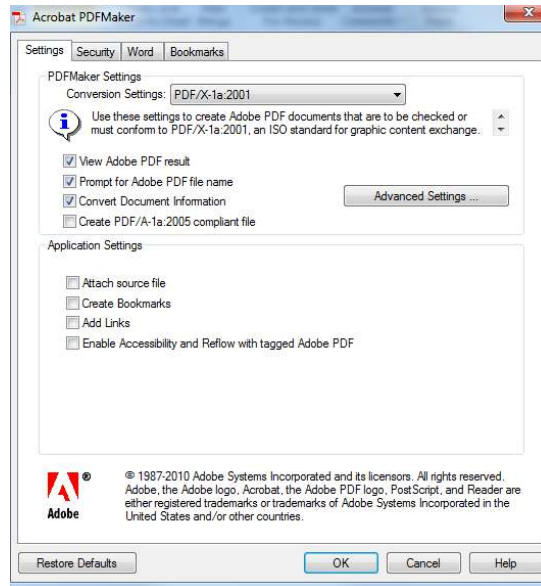 Acrobat PDFMaker
Settings Security Word Bookmarks
PDFMaker Settings
Conversion Settings: PDF/X-1a:2001
Use these settings to create Adobe PDF documents that are to be checked or
must conform to PDF/X-1a:2001, an ISO standard for graphic content exchange.
View Adobe PDF result
Prompt for Adobe PDF file name
Convert Document Information
Advanced Settings ...
Create PDF/A-1a:2005 compliant file
Application Settings
Attach source file
Create Bookmarks
Add Links
Enable Accessibility and Reflow with tagged Adobe PDF
® © 1987-2010 Adobe Systems Incorporated and its licensors. All rights reserved.
Adobe, the Adobe logo, Acrobat, the Adobe PDF logo, PostScript, and Reader are
either registered trademarks or trademarks of Adobe Systems Incorporated in the
United States and/or other countries.
Adobe
Restore Defaults OK Cancel Help